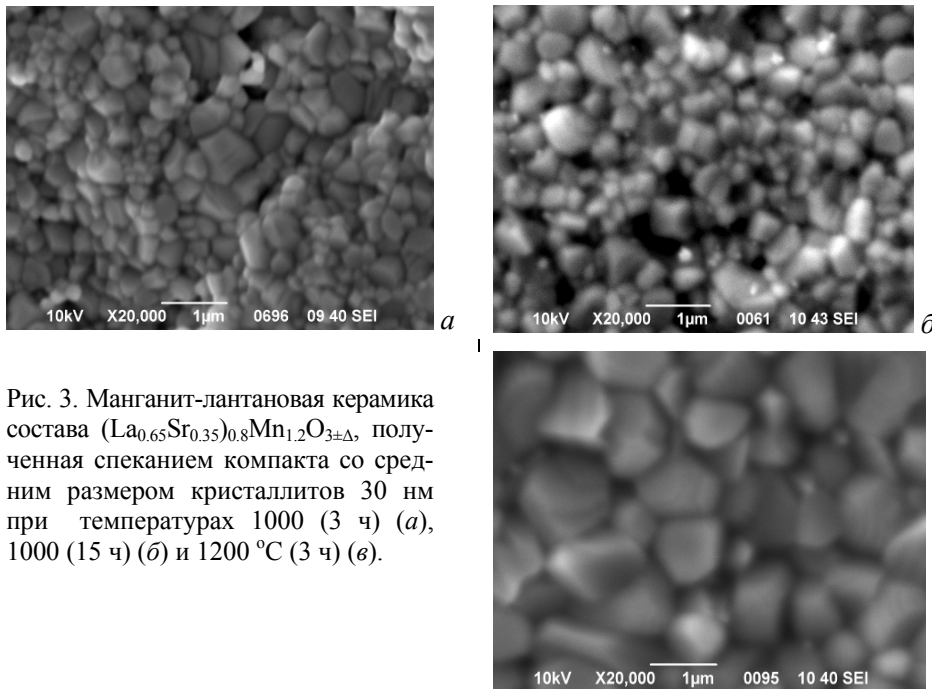 10kV X20,000 1µm 0696 09 40 SEI
а
10kV X20,000 1µm 0061 10 43 SEI
б
Рис. 3. Манганит-лантановая керамика
состава (La0.65Sr0.35)0.8Mn1.2O3±Δ, полу-
ченная спеканием компакта со сред-
ним размером кристаллитов 30 нм
при температурах 1000 (3 ч) (а),
1000 (15 ч) (б) и 1200 °С (3 ч) (в).
10kV X20,000 1µm 0095 10 40 SEI